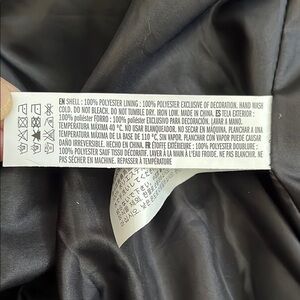 EN SHELL : 100% POLYESTER LINING : 100% POLYESTER EXCLUSIVE OF DECORATION. HAND WASH
COLD. DO NOT BLEACH. DO NOT TUMBLE DRY. IRON LOW. MADE IN CHINA. ES TELA EXTERIOR :
100% poliéster FORRO : 100% poliéster EXCLUSIVO PARA DECORACIÓN. LAVAR A MANO.
TEMPERATURA MÁXIMA 40 °C. NO USAR BLANQUEADOR. NO SECAR EN MÁQUINA. PLANCHAR A UNA
TEMPERATURA MÁXIMA DE LA BASE DE 110 °C, SIN VAPOR. PLANCHAR CON VAPOR PUEDE CAUSAR
DAÑO IRREVERSIBLE. HECHO EN CHINA. FR ÉTOFFE EXTÉRIEURE : 100% POLYESTER DOUBLURE :
100% POLYESTER SAUF TISSU DÉCORATIF. LAVER À LA MAIN À L'EAU FROIDE. NE PAS BLANCHIR. NE
PAS SÉCHER EN MACHINE. REPASSER À TEMPÉRATURE